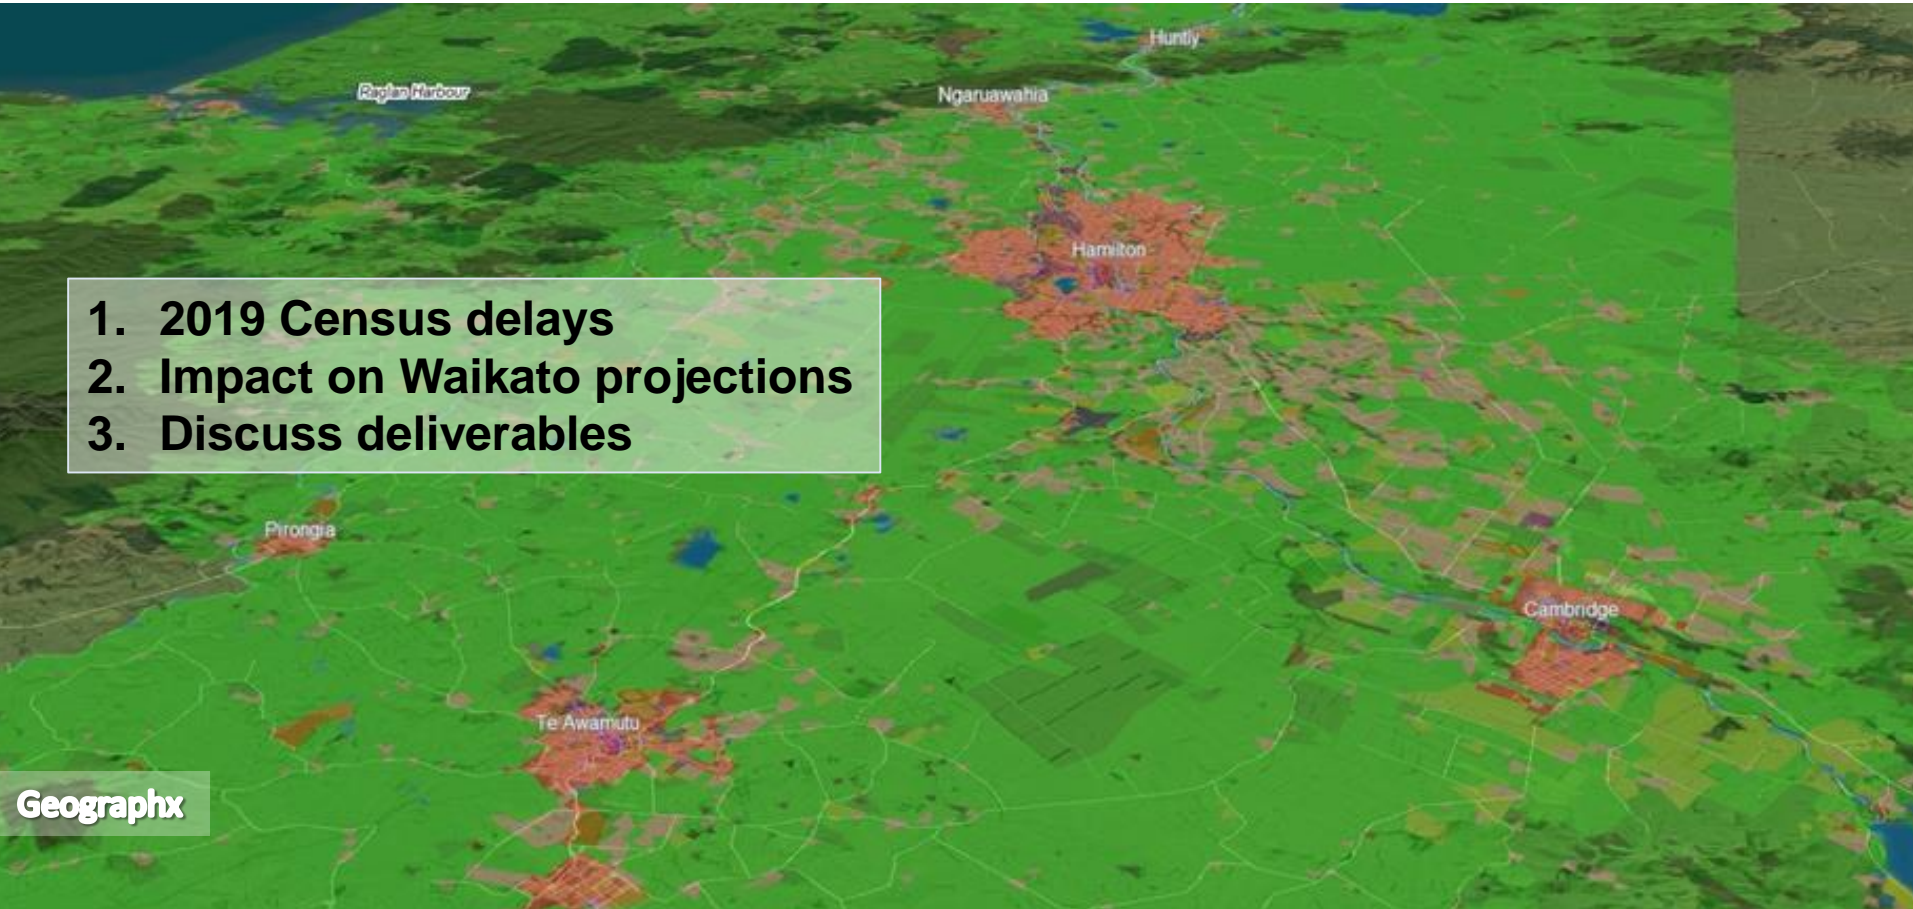 Huntly
Raglan Harbour
Ngaruawahia
Hamilton
1. 2019 Census delays
2. Impact on Waikato projections
3. Discuss deliverables
Pirongia
Cambridge
Te Awamutu
Geographx